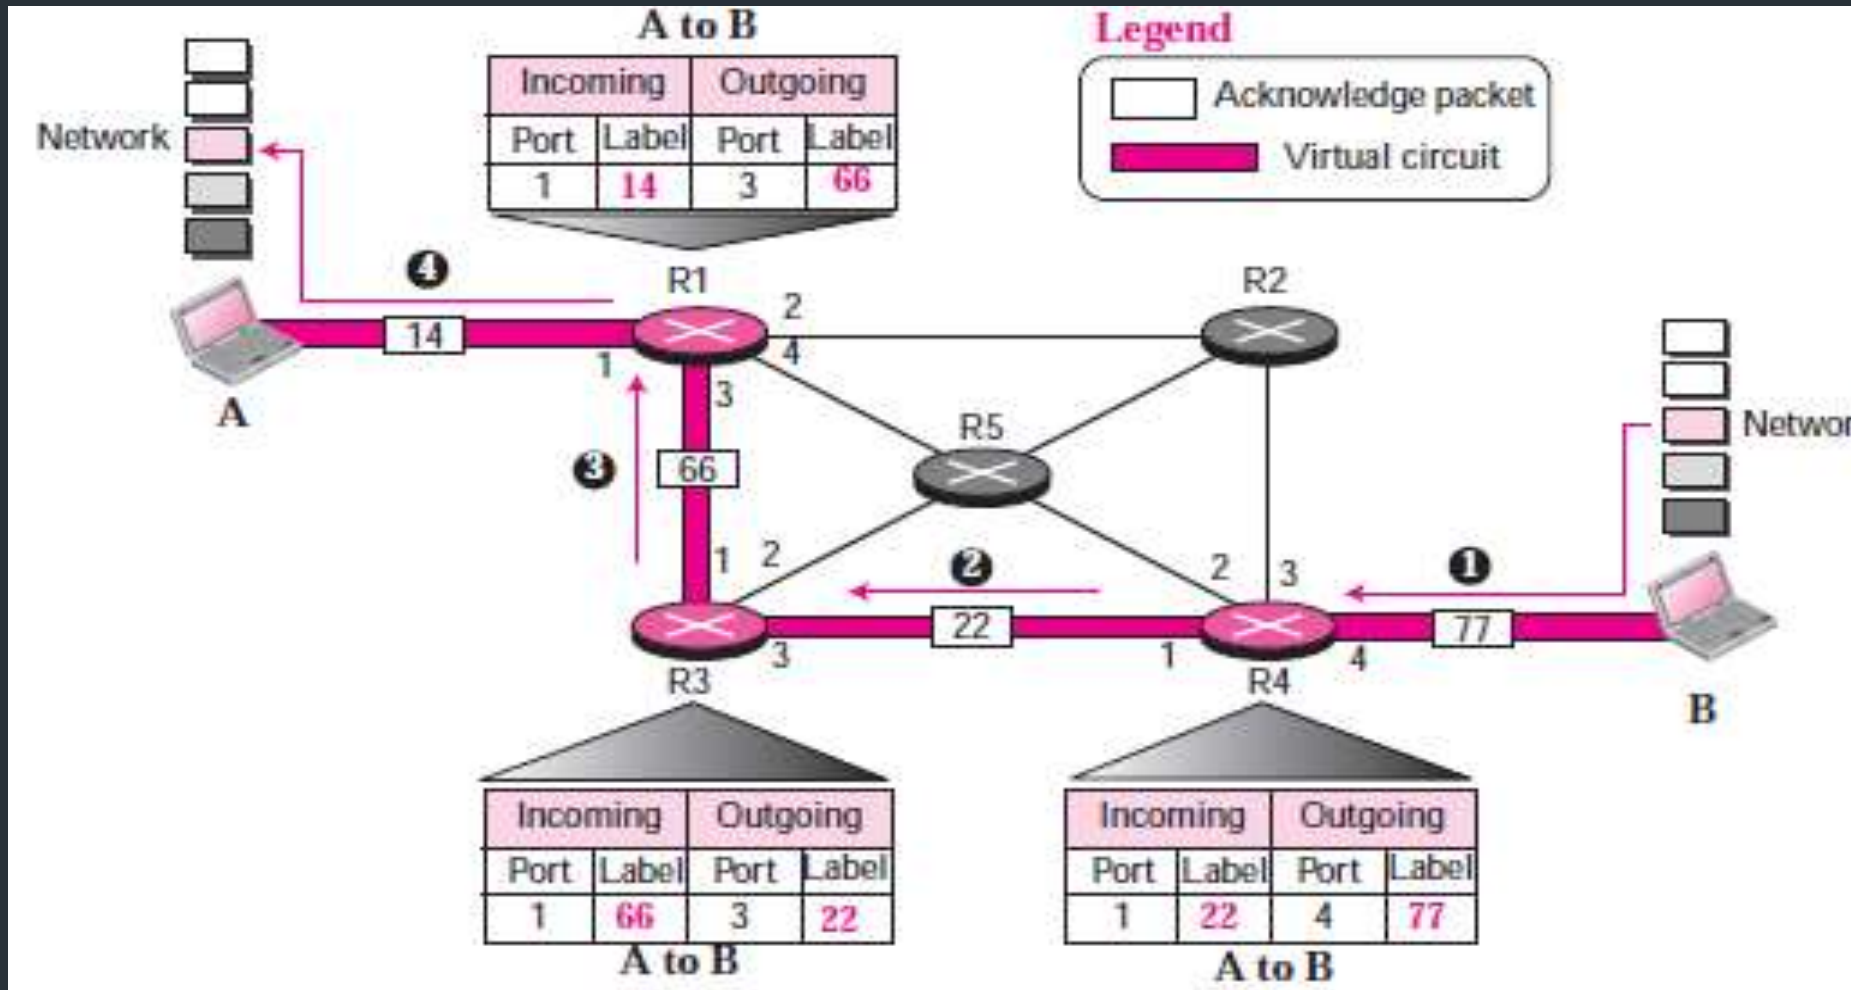 A to B
Incoming Outgoing
Port Label Port Label
1 14 3 66
Legend
Acknowledge packet
Virtual circuit
Network
4
R1
R2
2
14
1
4
A
3
R5
Networ
3
66
1
2
2
2
3
1
22
77
3
1
4
R3
R4
B
Incoming Outgoing
Port Label Port Label
1 66 3 22
A to B
Incoming Outgoing
Port Label Port Label
1 22 4 77
A to B